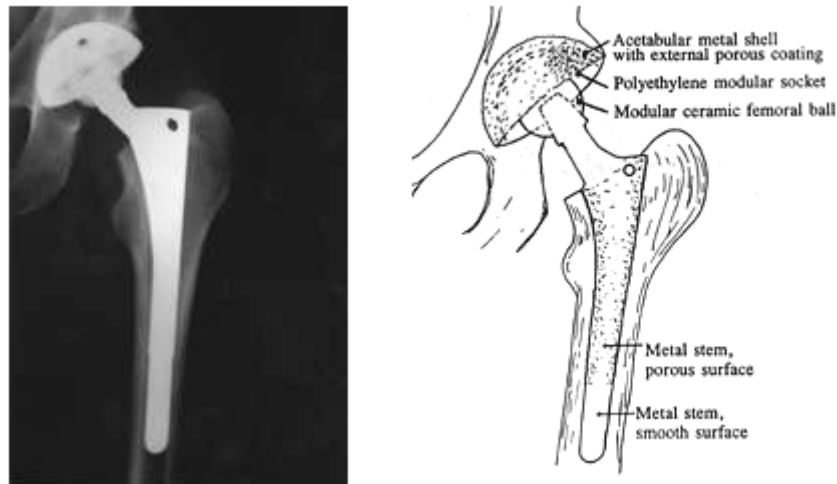 Acetabular metal shell
with external porous coating
Polyethylene modular socket
Modular ceramic femoral ball
Metal stem,
porous surface
Metal stem,
smooth surface